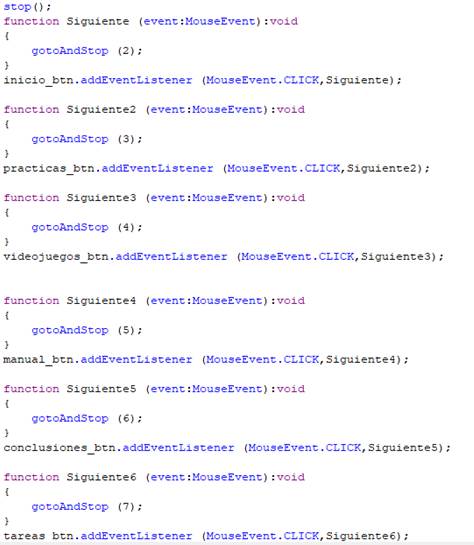 stop();
function Siguiente (event:MouseEvent):void
{
    gotoAndStop (2);
}
inicio_btn.addEventListener (MouseEvent.CLICK,Siguiente);

function Siguiente2 (event:MouseEvent):void
{
    gotoAndStop (3);
}
practicas_btn.addEventListener (MouseEvent.CLICK,Siguiente2);

function Siguiente3 (event:MouseEvent):void
{
    gotoAndStop (4);
}
videojuegos_btn.addEventListener (MouseEvent.CLICK,Siguiente3);

function Siguiente4 (event:MouseEvent):void
{
    gotoAndStop (5);
}
manual_btn.addEventListener (MouseEvent.CLICK,Siguiente4);

function Siguiente5 (event:MouseEvent):void
{
    gotoAndStop (6);
}
conclusiones_btn.addEventListener (MouseEvent.CLICK,Siguiente5);

function Siguiente6 (event:MouseEvent):void
{
    gotoAndStop (7);
}
tareas_btn.addEventListener (MouseEvent.CLICK,Siguiente6);